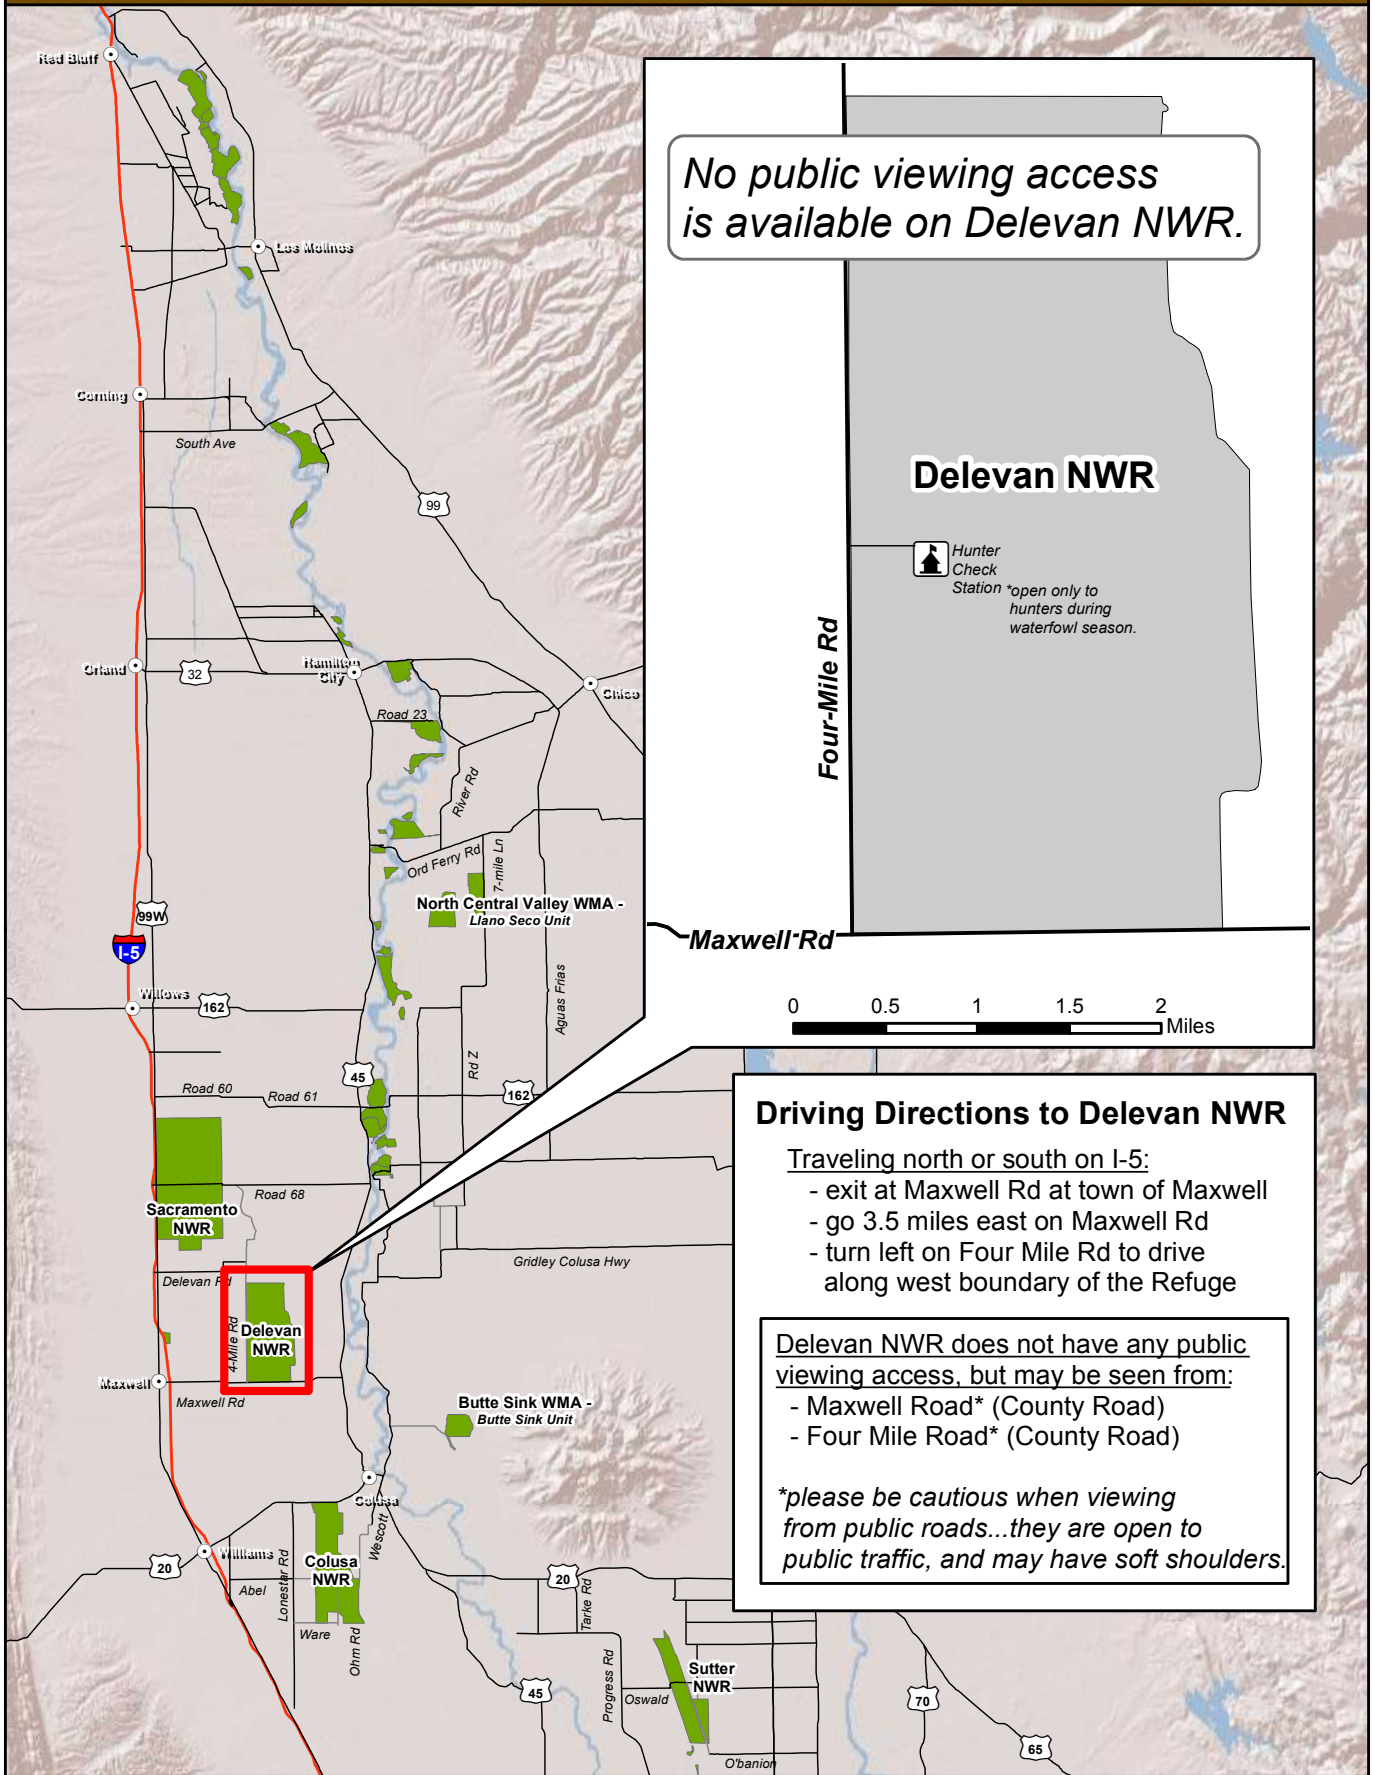 Red Bluff
Los Molinos
Corning
South Ave
99
Orland
32
Hamilton
City
Chico
Road 23
River Rd
Ord Ferry Rd
7-mile Ln
North Central Valley WMA -
Llano Seco Unit
99W
I-5
Willows
162
Aguas Frias
Rd Z
45
Road 60
Road 61
162
Road 68
Sacramento
NWR
Gridley Colusa Hwy
Delevan Rd
4-Mile Rd
Delevan
NWR
Maxwell
Maxwell Rd
Butte Sink WMA -
Butte Sink Unit
Colusa
Wescott
Williams
20
Lonestar Rd
Colusa
NWR
Abel
Ware
Ohm Rd
20
Tarke Rd
45
Progress Rd
Oswald
Sutter
NWR
O'banion
70
65
No public viewing access
is available on Delevan NWR.
Delevan NWR
Hunter
Check
Station
*open only to
hunters during
waterfowl season.
Four-Mile Rd
Maxwell Rd
0 0.5 1 1.5 2
Miles
Driving Directions to Delevan NWR
Traveling north or south on I-5:
- exit at Maxwell Rd at town of Maxwell
- go 3.5 miles east on Maxwell Rd
- turn left on Four Mile Rd to drive
along west boundary of the Refuge
Delevan NWR does not have any public
viewing access, but may be seen from:
- Maxwell Road* (County Road)
- Four Mile Road* (County Road)
*please be cautious when viewing
from public roads...they are open to
public traffic, and may have soft shoulders.